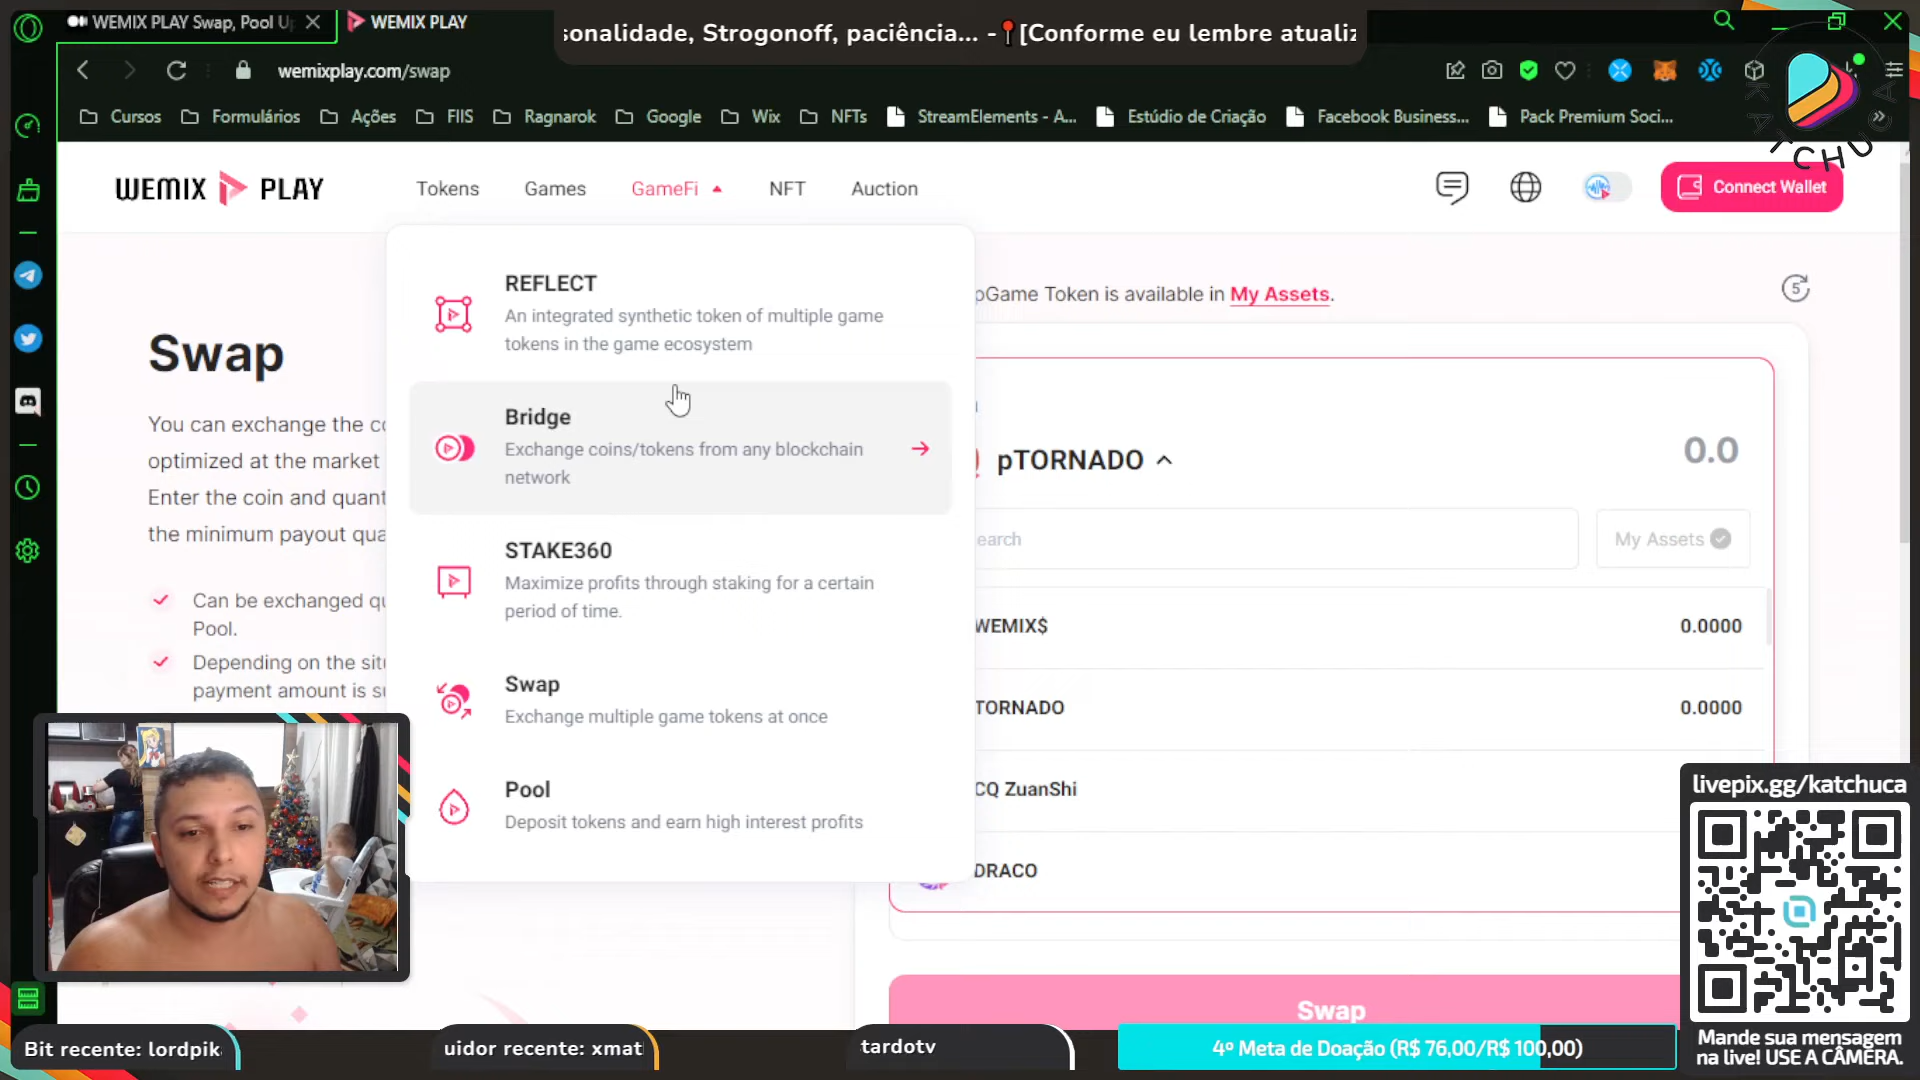 WEMIX PLAY Swap, Pool U
WEMIX PLAY
sonalidade, Strogonoff, paciência... - [Conforme eu lembre atualiz
wemixplay.com/swap
Cursos
Formulários
Ações
FIIS
Ragnarok
Google
Wix
NFTs
StreamElements - A...
Estúdio de Criação
Facebook Business...
Pack Premium Soci...
KATCHUCA
WEMIX PLAY
Tokens
Games
GameFi
NFT
Auction
Connect Wallet
REFLECT
An integrated synthetic token of multiple game
tokens in the game ecosystem
Bridge
Exchange coins/tokens from any blockchain
network
STAKE360
Maximize profits through staking for a certain
period of time.
Swap
Exchange multiple game tokens at once
Pool
Deposit tokens and earn high interest profits
Swap
You can exchange the co
optimized at the market
Enter the coin and quant
the minimum payout qua
Can be exchanged qu
Pool.
Depending on the situ
payment amount is su
pGame Token is available in My Assets.
5
pTORNADO
0.0
earch
My Assets
WEMIX$
0.0000
TORNADO
0.0000
CQ ZuanShi
DRACO
Swap
livepix.gg/katchuca
Mande sua mensagem
na live! USE A CÂMERA.
Bit recente: lordpik
uidor recente: xmat
tardotv
4º Meta de Doação (R$ 76,00/R$ 100,00)